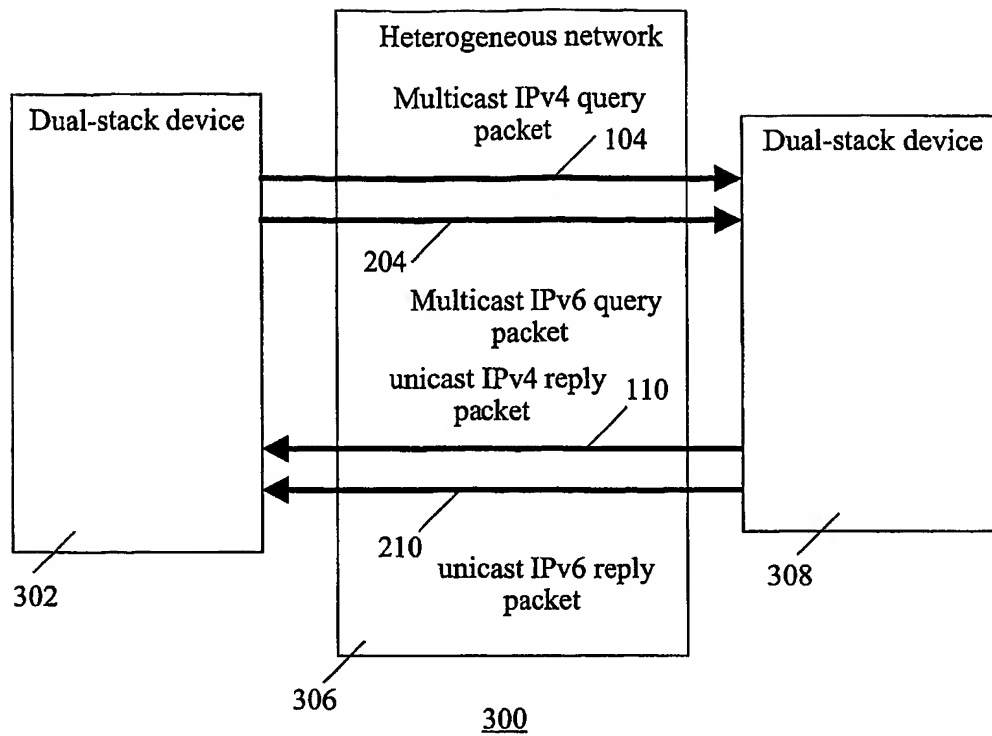 Heterogeneous network
Dual-stack device
Multicast IPv4 query
packet
104
Dual-stack device
204
Multicast IPv6 query
packet
unicast IPv4 reply
packet
110
210
unicast IPv6 reply
packet
302
308
306
300